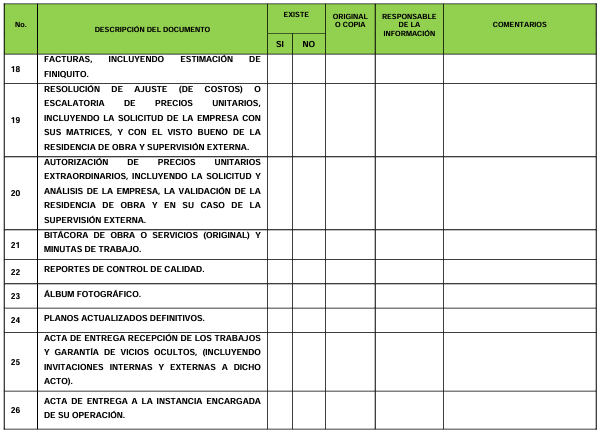 No.
DESCRIPCIÓN DEL DOCUMENTO
EXISTE
SI
NO
ORIGINAL
O COPIA
RESPONSABLE
DE LA
INFORMACIÓN
COMENTARIOS
18
FACTURAS, INCLUYENDO ESTIMACIÓN DE
FINIQUITO.
19
RESOLUCIÓN DE AJUSTE (DE COSTOS) O
ESCALATORIA DE PRECIOS UNITARIOS,
INCLUYENDO LA SOLICITUD DE LA EMPRESA CON
SUS MATRICES, Y CON EL VISTO BUENO DE LA
RESIDENCIA DE OBRA Y SUPERVISIÓN EXTERNA.
20
AUTORIZACIÓN DE PRECIOS UNITARIOS
EXTRAORDINARIOS, INCLUYENDO LA SOLICITUD Y
ANÁLISIS DE LA EMPRESA, LA VALIDACIÓN DE LA
RESIDENCIA DE OBRA Y EN SU CASO DE LA
SUPERVISIÓN EXTERNA.
21
BITÁCORA DE OBRA O SERVICIOS (ORIGINAL) Y
MINUTAS DE TRABAJO.
22
REPORTES DE CONTROL DE CALIDAD.
23
ÁLBUM FOTOGRÁFICO.
24
PLANOS ACTUALIZADOS DEFINITIVOS.
25
ACTA DE ENTREGA RECEPCIÓN DE LOS TRABAJOS
Y GARANTÍA DE VICIOS OCULTOS, (INCLUYENDO
INVITACIONES INTERNAS Y EXTERNAS A DICHO
ACTO).
26
ACTA DE ENTREGA A LA INSTANCIA ENCARGADA
DE SU OPERACIÓN.